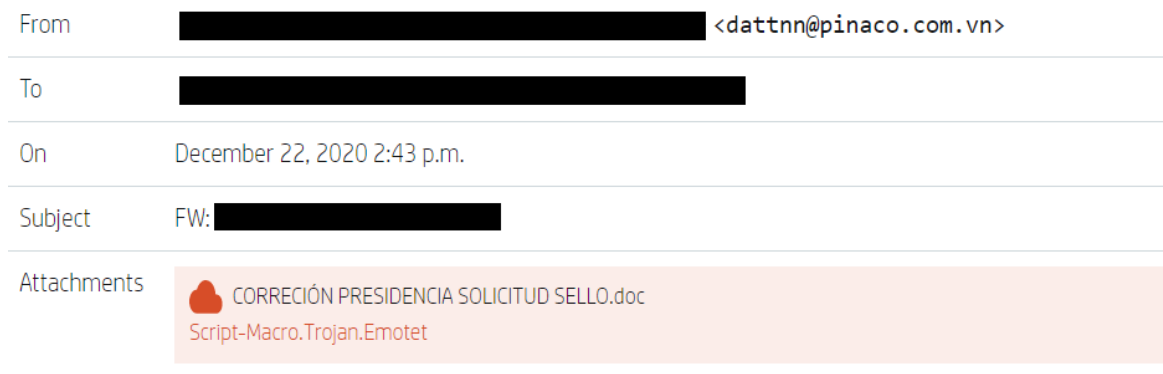 From <dattnn@pinaco.com.vn>
To
On December 22, 2020 2:43 p.m.
Subject FW:
Attachments CORRECIÓN PRESIDENCIA SOLICITUD SELLO.doc
Script-Macro.Trojan.Emotet